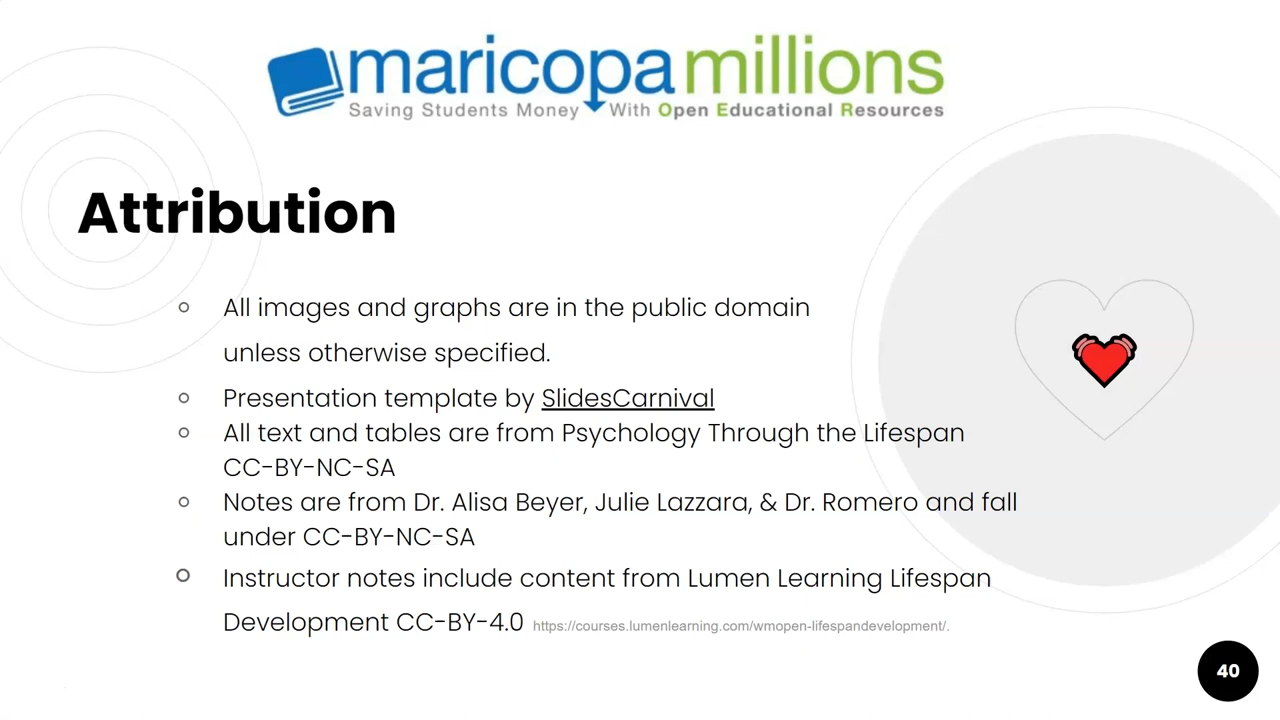 maricopa millions
Saving Students Money With Open Educational Resources
Attribution
All images and graphs are in the public domain
unless otherwise specified.
Presentation template by SlidesCarnival
All text and tables are from Psychology Through the Lifespan
CC-BY-NC-SA
Notes are from Dr. Alisa Beyer, Julie Lazzara, & Dr. Romero and fall
under CC-BY-NC-SA
Instructor notes include content from Lumen Learning Lifespan
Development CC-BY-4.0 https://courses.lumenlearning.com/wmopen-lifespandevelopment/.
40